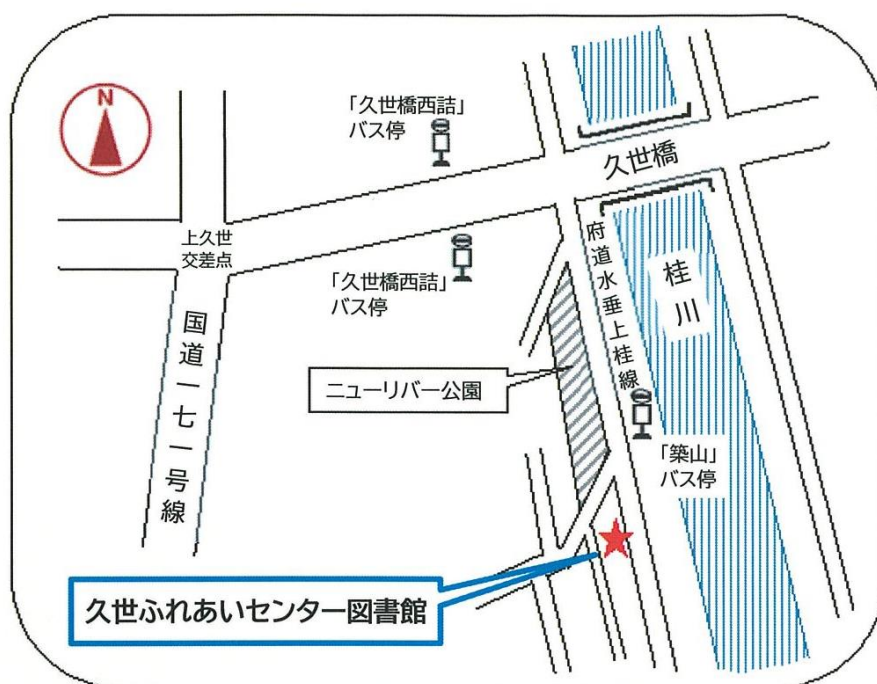 N
「久世橋西詰」
バス停
久世橋
上久世
交差点
「久世橋西詰」
バス停
府道水垂上桂線
桂川
国道一七一号線
ニューリバー公園
「築山」
バス停
久世ふれあいセンター図書館